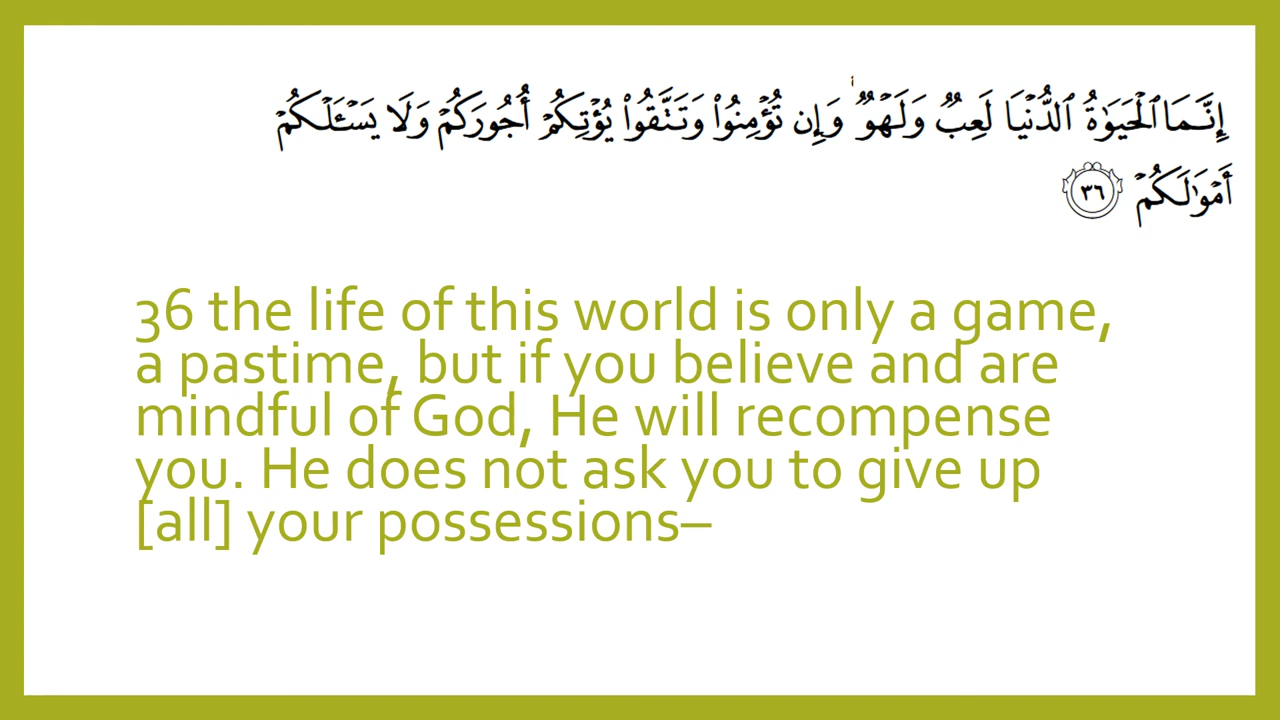 إِنَّمَا ٱلْحَيَوٰةُ ٱلدُّنْيَا لَعِبٌ وَلَهْوٌ ۚ وَإِن تُؤْمِنُوا۟ وَتَتَّقُوا۟ يُؤْتِكُمْ أُجُورَكُمْ وَلَا يَسْـَٔلْكُمْ
أَمْوَٰلَكُمْ ٣٦
36 the life of this world is only a game,
a pastime, but if you believe and are
mindful of God, He will recompense
you. He does not ask you to give up
[all] your possessions–